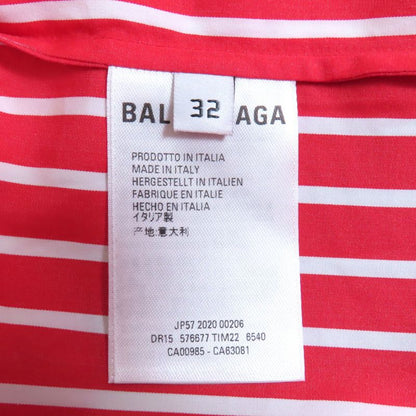 32
BAL AGA
PRODOTTO IN ITALIA
MADE IN ITALY
HERGESTELLT IN ITALIEN
FABRIQUE EN ITALIE
HECHO EN ITALIA
イタリア製
产地:意大利
JP57 2020 00206
DR15 576677 TIM22 6540
CA00985 - CA63081